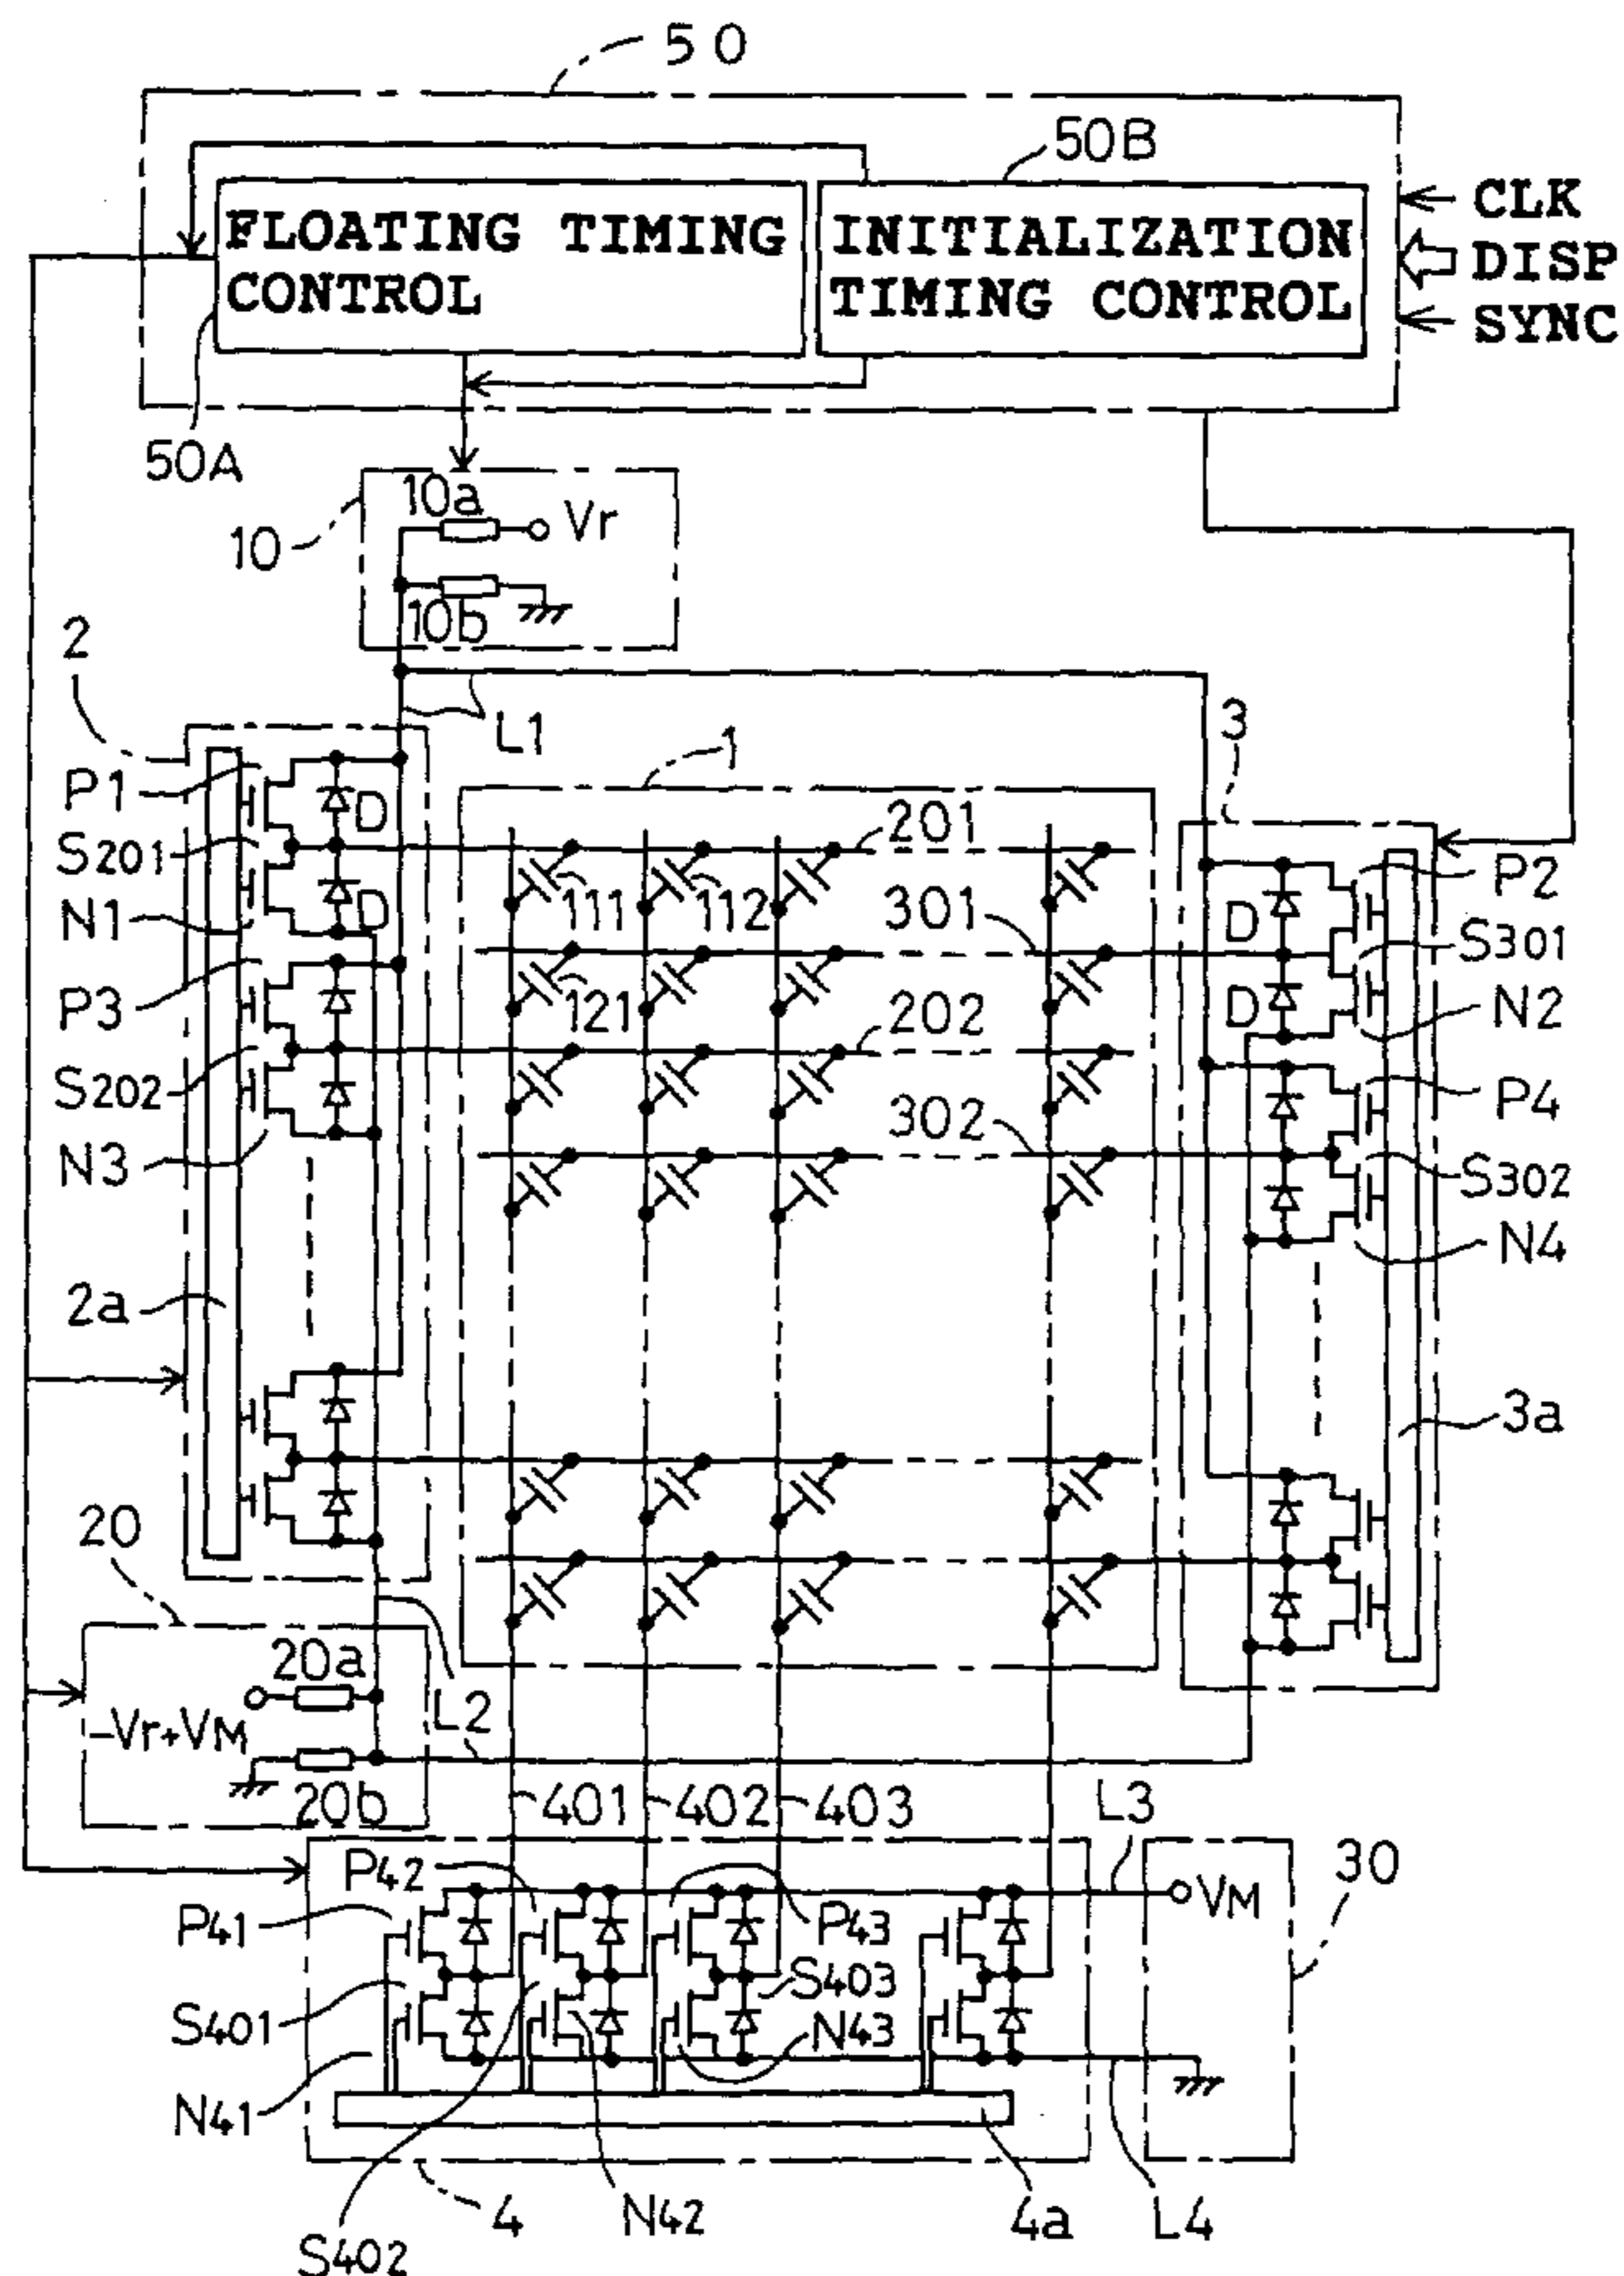 50
50B
CLK
FLOATING TIMING
CONTROL
INITIALIZATION
TIMING CONTROL
DISP
SYNC
50A
10a
Vr
10
10b
2
L1
1
3
P1
D
201
P2
S201
111
112
301
D
S301
N1
D
P3
121
202
D
N2
S202
302
P4
N3
S302
N4
2a
3a
20
20a
-Vr+VM
L2
20b
401
402
403
L3
30
P42
VM
P41
P43
S403
S401
N43
N41
4
N42
4a
L4
S402